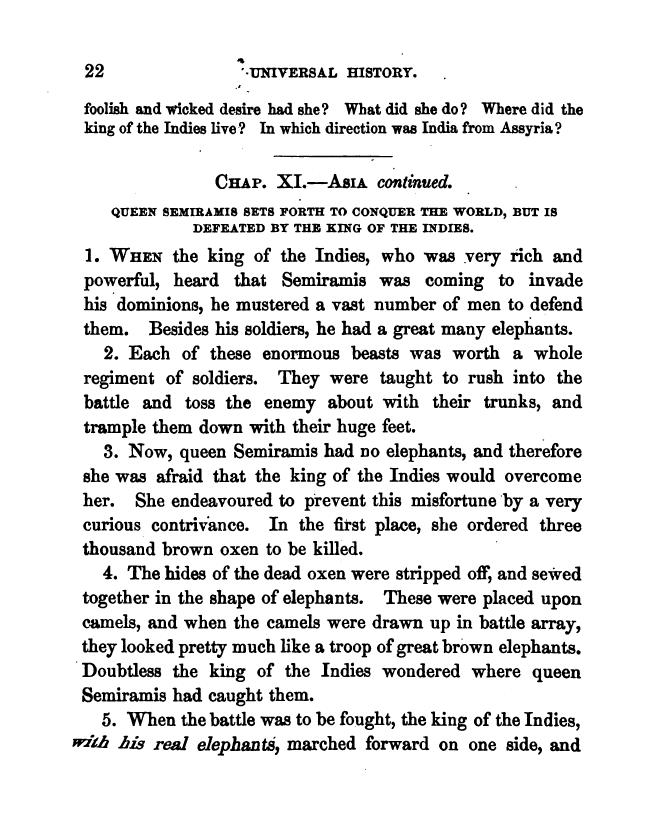 22 UNIVERSAL HISTORY.
foolish and wicked desire had she? What did she do? Where did the
king of the Indies live? In which direction was India from Assyria?
CHAP. XI.—ASIA continued.
QUEEN SEMIRAMIS SETS FORTH TO CONQUER THE WORLD, BUT IS
DEFEATED BY THE KING OF THE INDIES.
1. WHEN the king of the Indies, who was very rich and
powerful, heard that Semiramis was coming to invade
his dominions, he mustered a vast number of men to defend
them. Besides his soldiers, he had a great many elephants.
2. Each of these enormous beasts was worth a whole
regiment of soldiers. They were taught to rush into the
battle and toss the enemy about with their trunks, and
trample them down with their huge feet.
3. Now, queen Semiramis had no elephants, and therefore
she was afraid that the king of the Indies would overcome
her. She endeavoured to prevent this misfortune by a very
curious contrivance. In the first place, she ordered three
thousand brown oxen to be killed.
4. The hides of the dead oxen were stripped off, and sewed
together in the shape of elephants. These were placed upon
camels, and when the camels were drawn up in battle array,
they looked pretty much like a troop of great brown elephants.
Doubtless the king of the Indies wondered where queen
Semiramis had caught them.
5. When the battle was to be fought, the king of the Indies,
with his real elephants, marched forward on one side, and